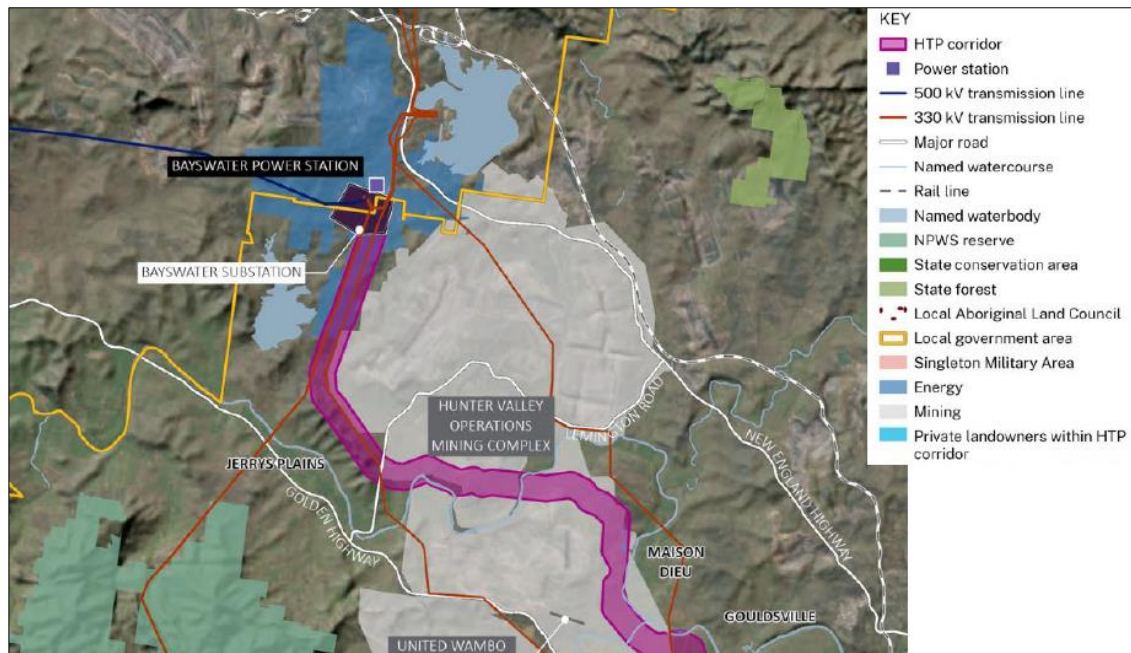 BAYSWATER POWER STATION
BAYSWATER SUBSTATION
HUNTER VALLEY
OPERATIONS
MINING COMPLEX
LEMINGTON ROAD
NEW ENGLAND HIGHWAY
JERRYS PLAINS
GOLDEN HIGHWAY
MAISON
DIEU
GOULDSVILLE
UNITED WAMBO
KEY
HTP corridor
Power station
500 kV transmission line
330 kV transmission line
Major road
Named watercourse
Rail line
Named waterbody
NPWS reserve
State conservation area
State forest
Local Aboriginal Land Council
Local government area
Singleton Military Area
Energy
Mining
Private landowners within HTP
corridor